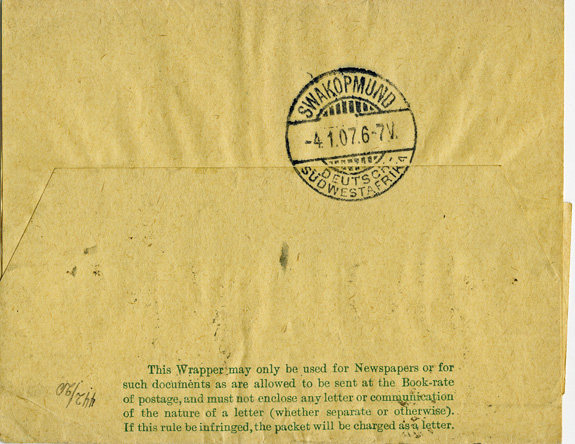 SWAKOPMUND
-4.1.07.6-7V.
DEUTSCH-
SÜDWESTAFRIKA
This Wrapper may only be used for Newspapers or for
such documents as are allowed to be sent at the Book-rate
of postage, and must not enclose any letter or communication
of the nature of a letter (whether separate or otherwise).
If this rule be infringed, the packet will be charged as a letter.